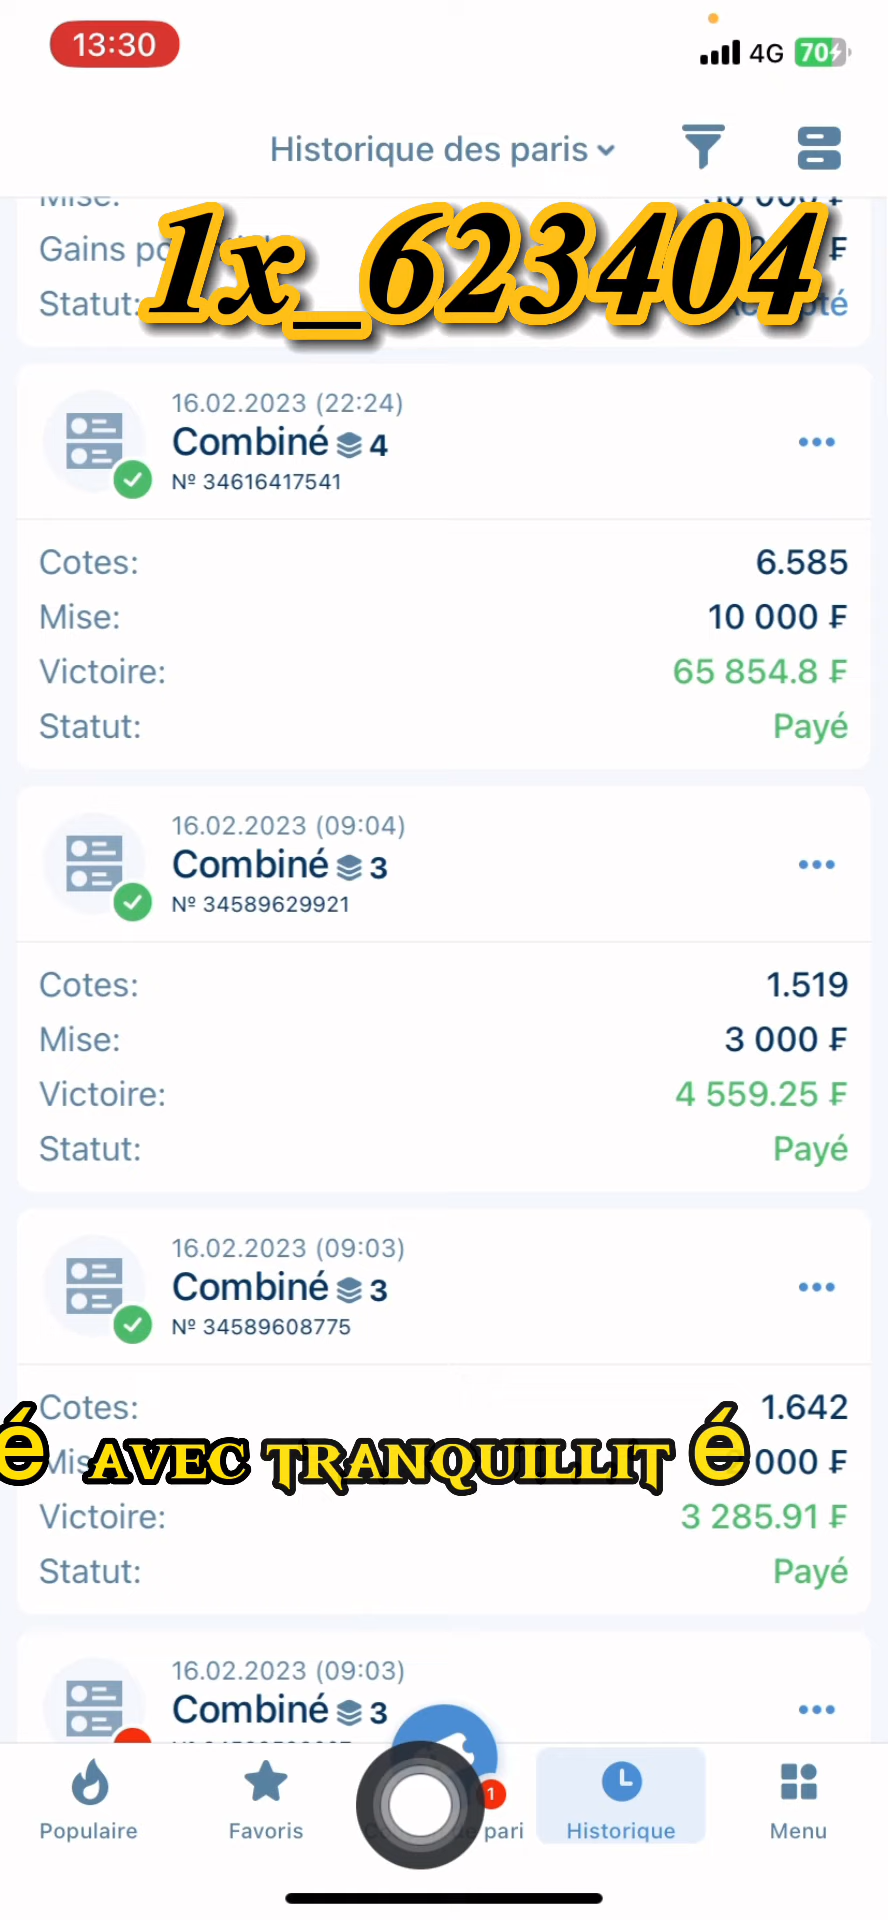 13:30
4G 70
Historique des paris
Mise:
1x_623404
Gains
₣
Statut:
16.02.2023 (22:24)
Combiné 4
Nº 34616417541
Cotes: 6.585
Mise: 10 000 ₣
Victoire: 65 854.8 ₣
Statut: Payé
16.02.2023 (09:04)
Combiné 3
Nº 34589629921
Cotes: 1.519
Mise: 3 000 ₣
Victoire: 4 559.25 ₣
Statut: Payé
16.02.2023 (09:03)
Combiné 3
Nº 34589608775
Cotes: 1.642
é AVEC TRANQUILLITé
000 ₣
Victoire: 3 285.91 ₣
Statut: Payé
16.02.2023 (09:03)
Combiné 3
1
Populaire Favoris pari Historique Menu